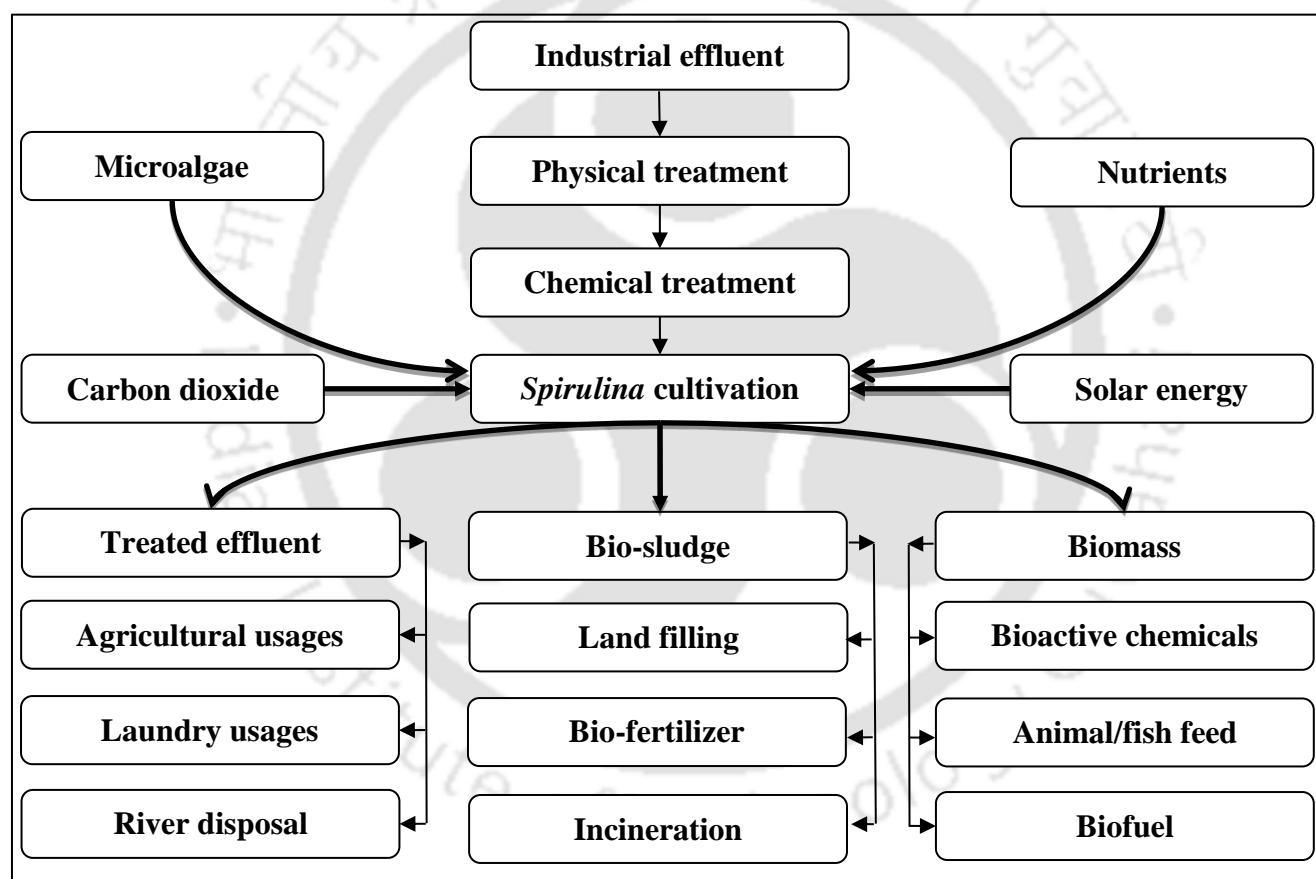 Industrial effluent
Microalgae
Physical treatment
Nutrients
Chemical treatment
Carbon dioxide
Spirulina cultivation
Solar energy
Treated effluent
Bio-sludge
Biomass
Agricultural usages
Land filling
Bioactive chemicals
Laundry usages
Bio-fertilizer
Animal/fish feed
River disposal
Incineration
Biofuel